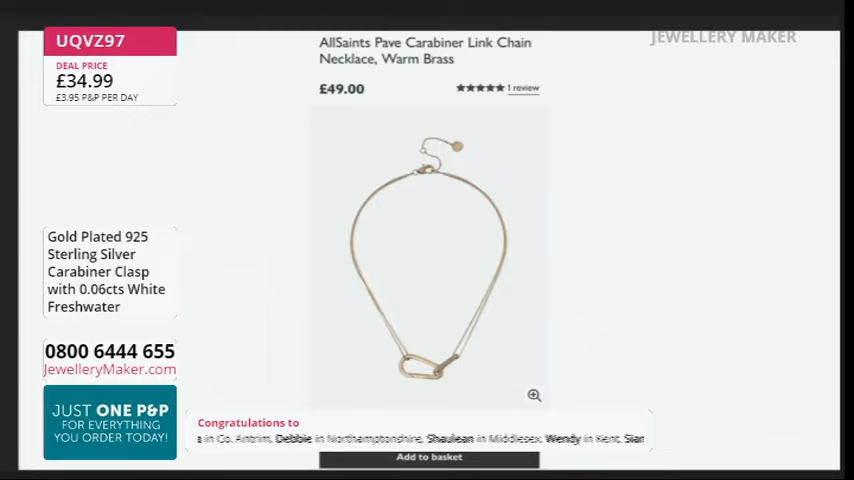 UQVZ97
DEAL PRICE
£34.99
£3.95 P&P PER DAY
AllSaints Pave Carabiner Link Chain
Necklace, Warm Brass
£49.00
1 review
JEWELLERY MAKER
Gold Plated 925
Sterling Silver
Carabiner Clasp
with 0.06cts White
Freshwater
0800 6444 655
JewelleryMaker.com
JUST ONE P&P
FOR EVERYTHING
YOU ORDER TODAY!
Congratulations to
in Co. Antrim, Debbie in Northamptonshire, Shaulean in Middlesex, Wendy in Kent,
Add to basket